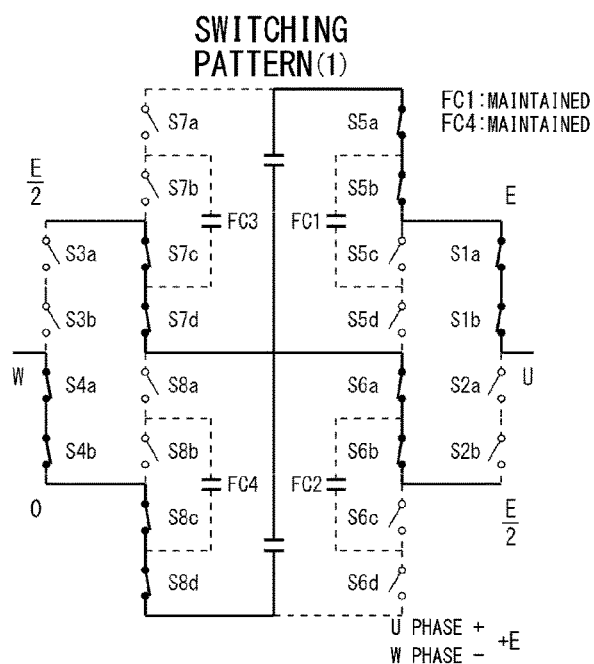 SWITCHING
PATTERN(1)
FC1:MAINTAINED
FC4:MAINTAINED
S7a
S5a
E
2
S7b
S5b
E
FC3
FC1
S3a
S7c
S5c
S1a
S3b
S7d
S5d
S1b
W
S4a
S8a
S6a
S2a
U
S4b
S8b
S6b
S2b
FC4
FC2
0
S8c
S6c
E
2
S8d
S6d
U PHASE +
W PHASE -
+E